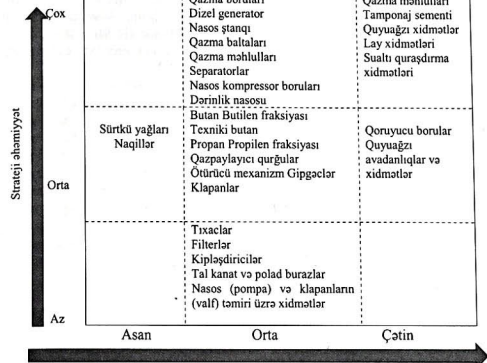 Çox
Qazma boruları
Dizel generator
Nasos ştanqı
Qazma baltaları
Qazma məhlulları
Separatorlar
Nasos kompressor boruları
Dərinlik nasosu
Qazma məhlulları
Tamponaj sementi
Quyuağzı xidmətlər
Lay xidmətləri
Sualtı quraşdırma
xidmətləri
Strateji əhəmiyyət
Orta
Sürtkü yağları
Naqillər
Butan Butilen fraksiyası
Texniki butan
Propan Propilen fraksiyası
Qazpaylayıcı qurğular
Ötürücü mexanizm Gipgəclər
Klapanlar
Qoruyucu borular
Quyuağzı
avadanlıqlar və
xidmətlər
Tıxaclar
Filterlər
Kipləşdiricilər
Tal kanat və polad burazlar
Nasos (pompa) və klapanların
(valf) təmiri üzrə xidmətlər
Az
Asan
Orta
Çətin